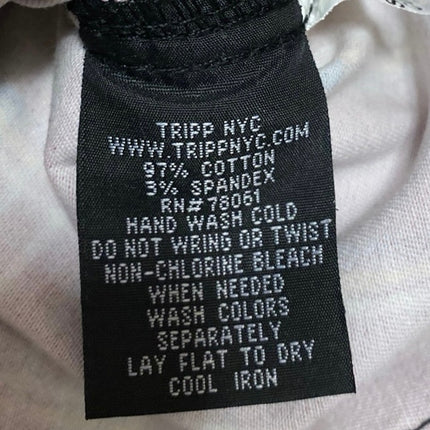 TRIPP NYC
WWW.TRIPPNYC.COM
97% COTTON
3% SPANDEX
RN#78061
HAND WASH COLD
DO NOT WRING OR TWIST
NON-CHLORINE BLEACH
WHEN NEEDED
WASH COLORS
SEPARATELY
LAY FLAT TO DRY
COOL IRON